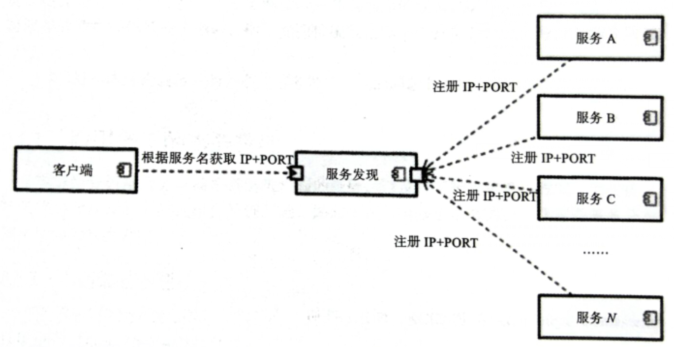 服务 A
注册 IP+PORT
服务 B
注册 IP+PORT
根据服务名获取 IP+PORT
客户端
服务发现
注册 IP+PORT
服务 C
注册 IP+PORT
……
服务 N